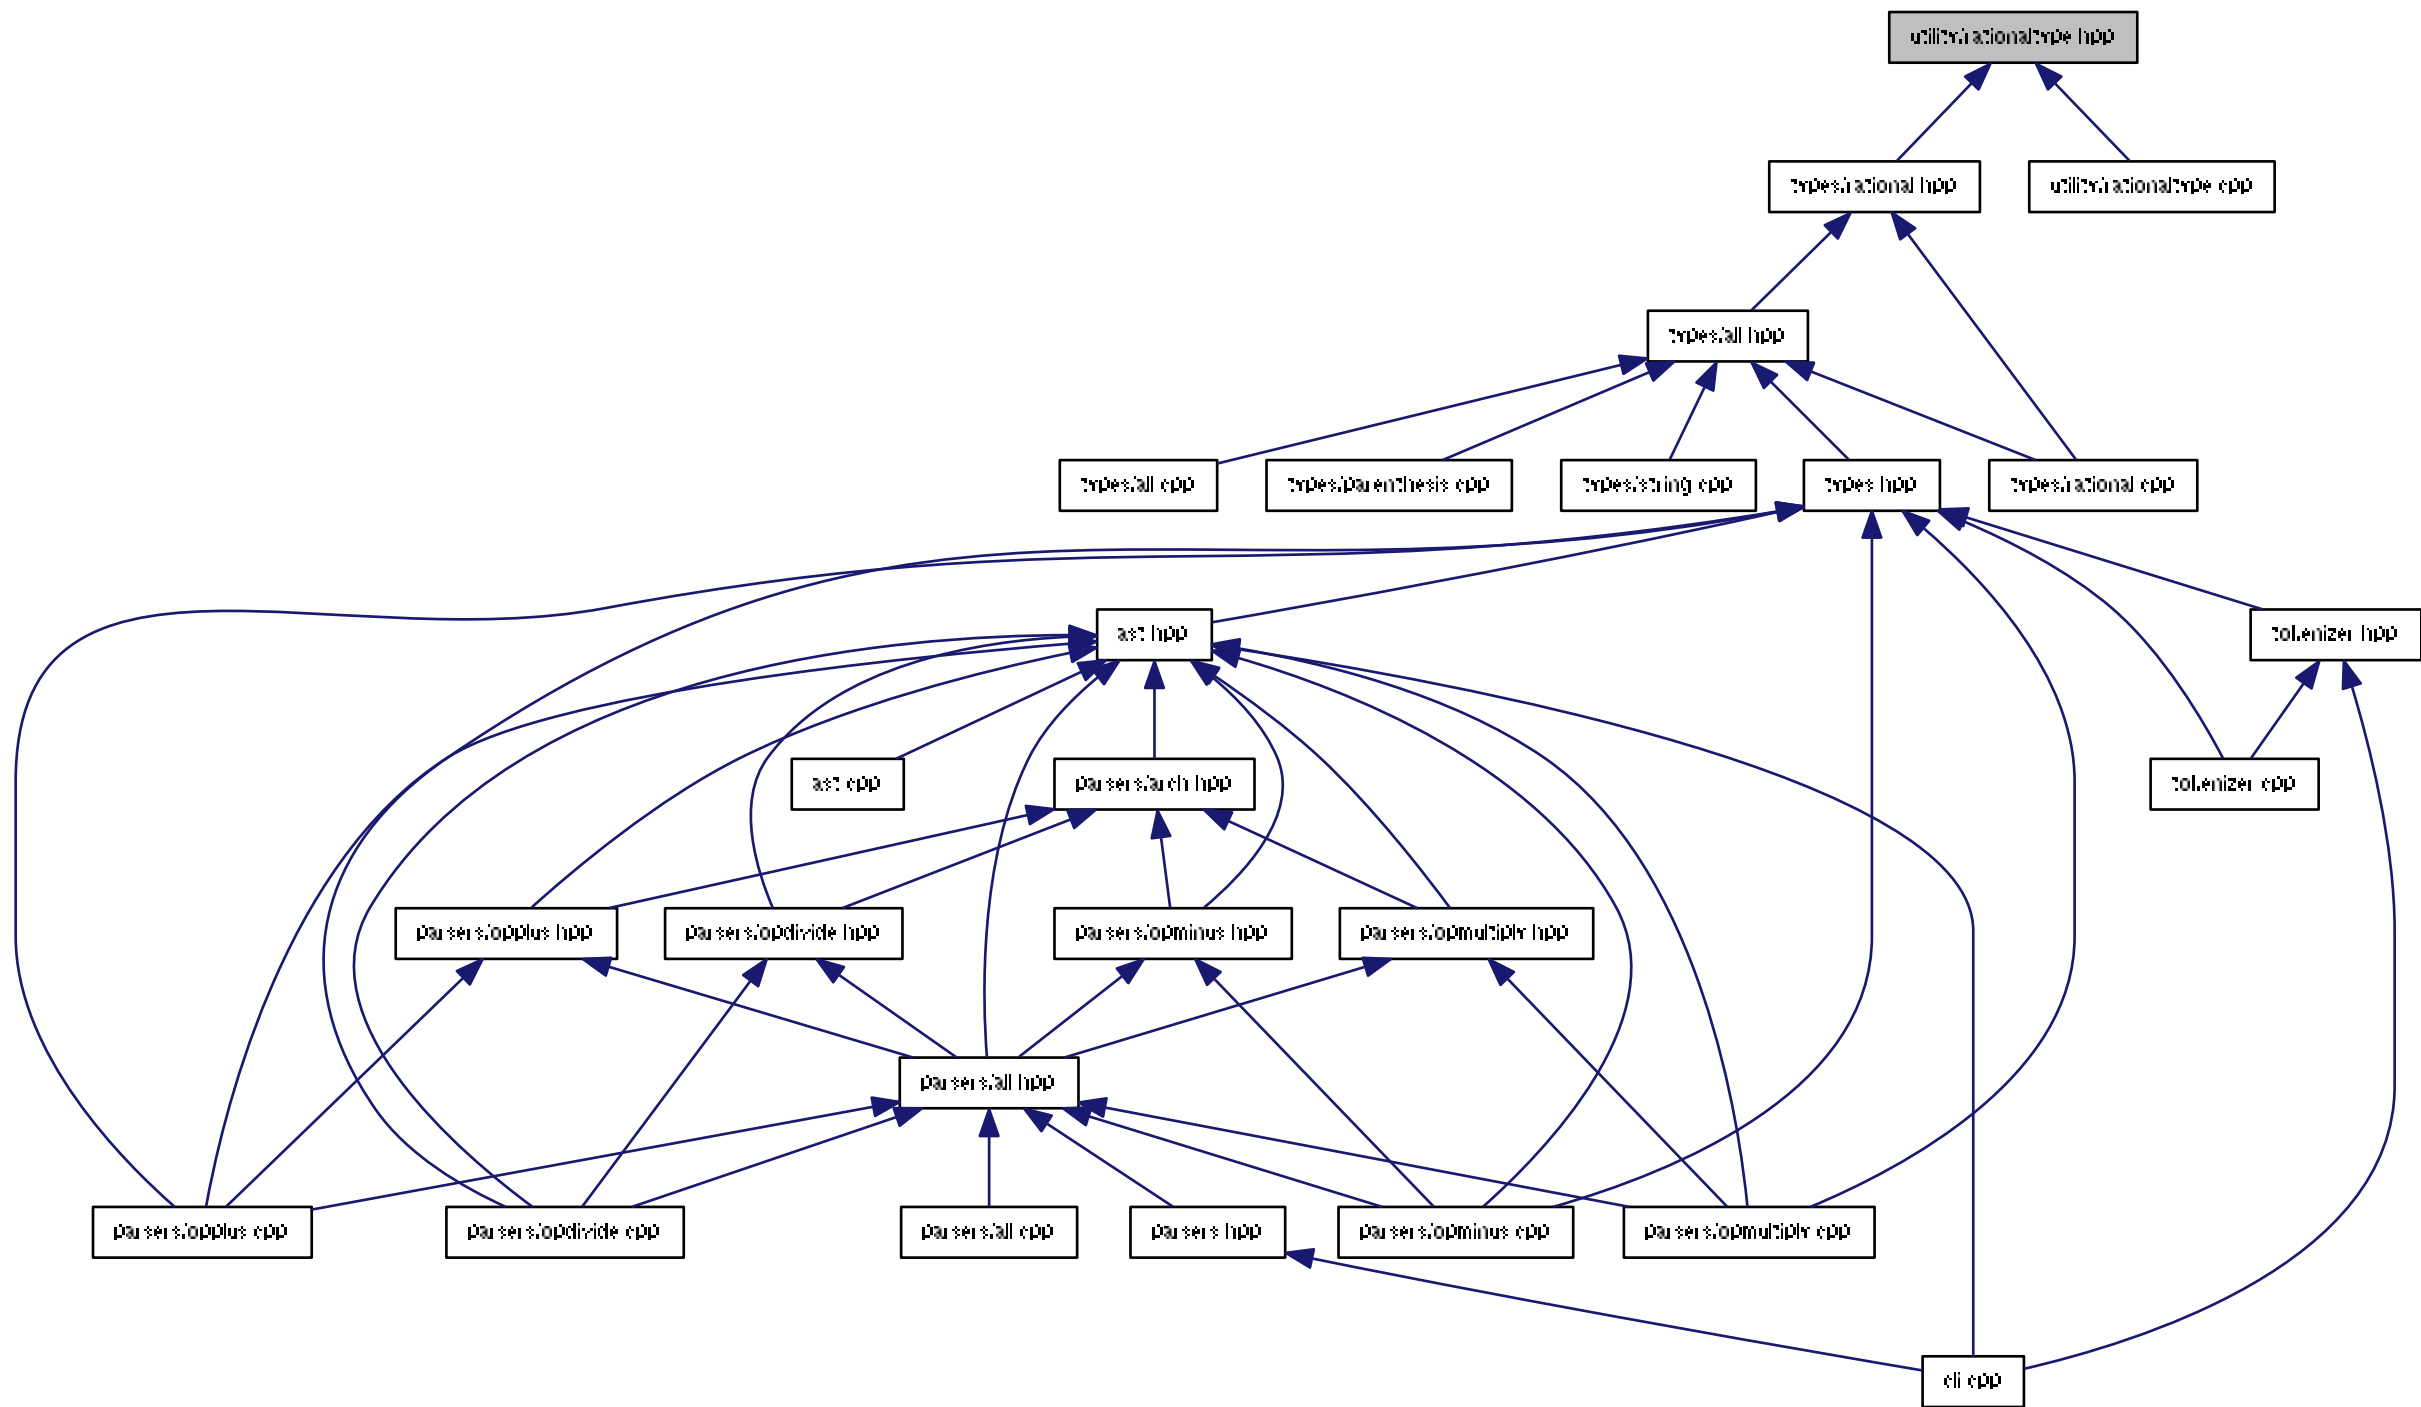 utility/rationaltype.hpp
types/rational.hpp
utility/rationaltype.cpp
types/all.hpp
types/all.cpp
types/parenthesis.cpp
types/string.cpp
types.hpp
types/rational.cpp
ast.hpp
tokenizer.hpp
ast.cpp
parsers/arch.hpp
tokenizer.cpp
parsers/opplus.hpp
parsers/opdivide.hpp
parsers/opminus.hpp
parsers/opmultiply.hpp
parsers/all.hpp
parsers/opplus.cpp
parsers/opdivide.cpp
parsers/all.cpp
parsers.hpp
parsers/opminus.cpp
parsers/opmultiply.cpp
cli.cpp